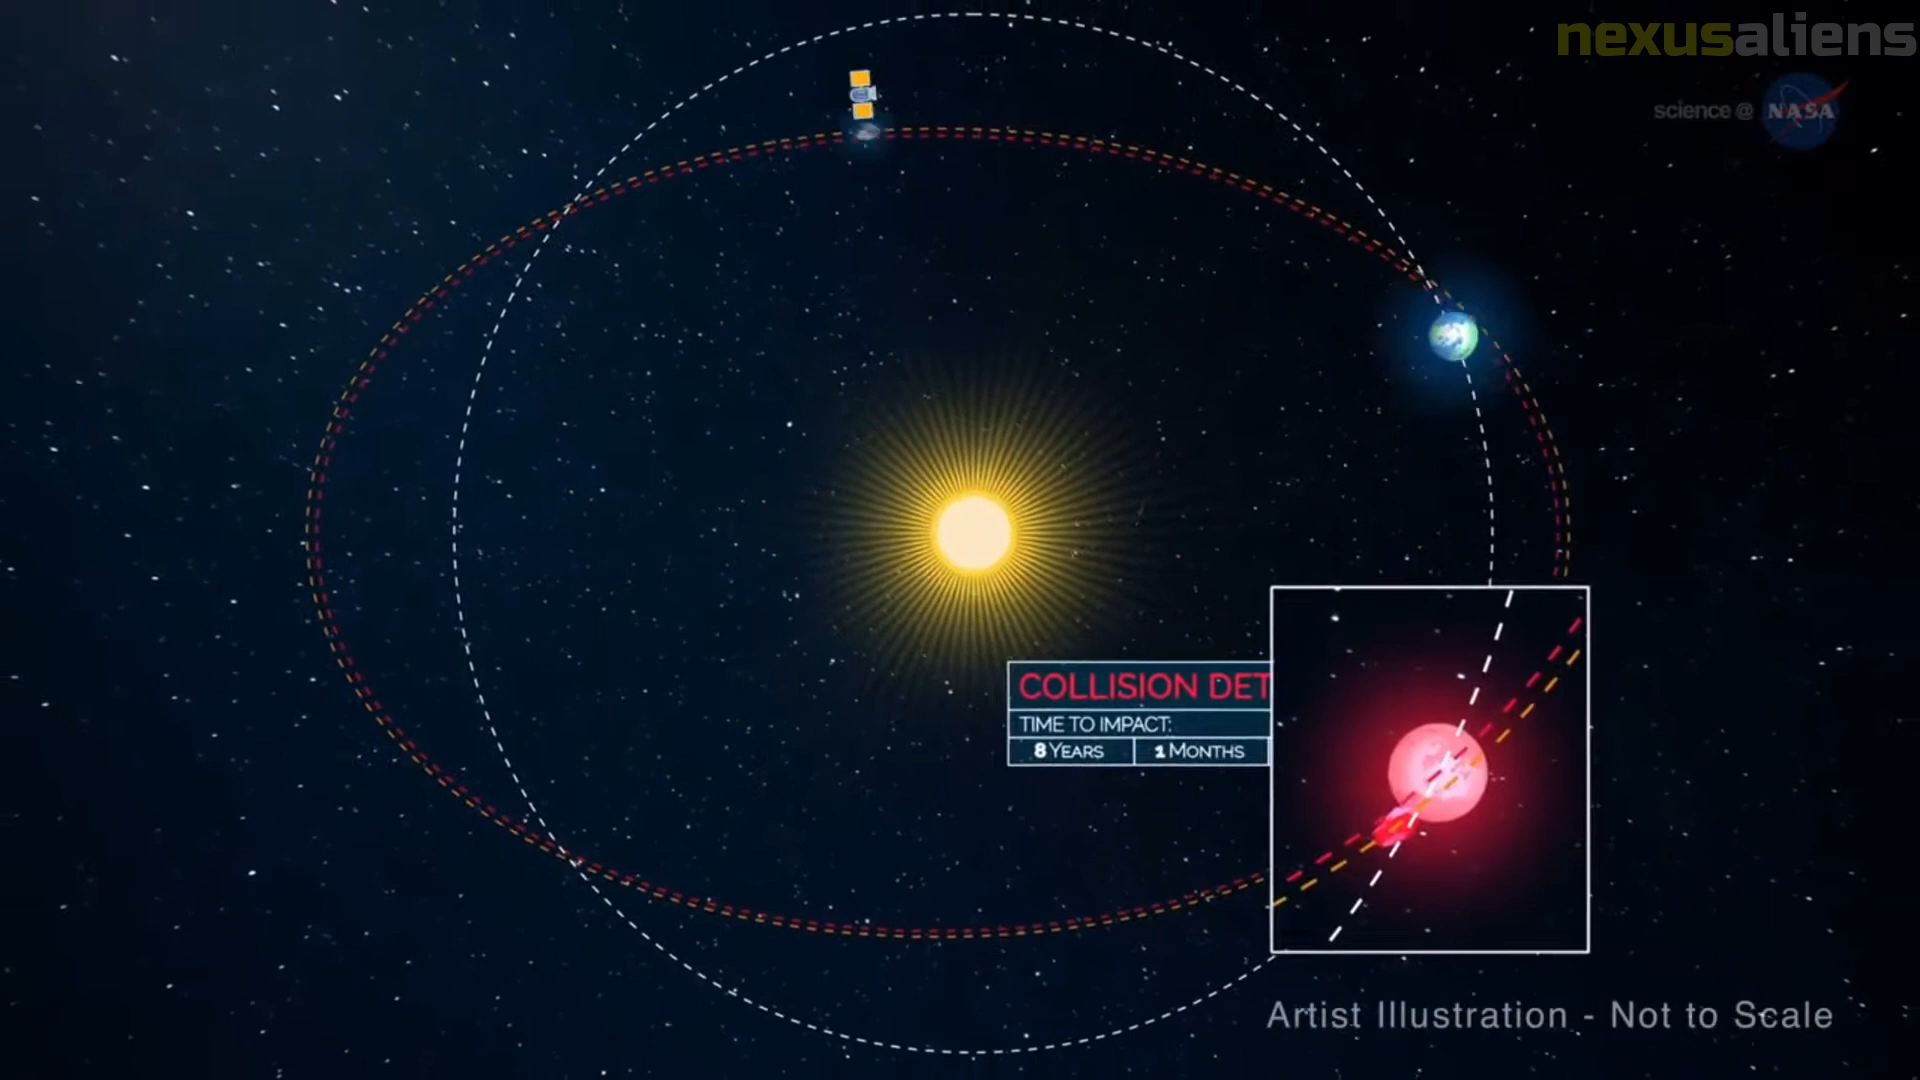 nexusaliens
science @ NASA
COLLISION DET
TIME TO IMPACT:
8 YEARS 1 MONTHS
Artist Illustration - Not to Scale